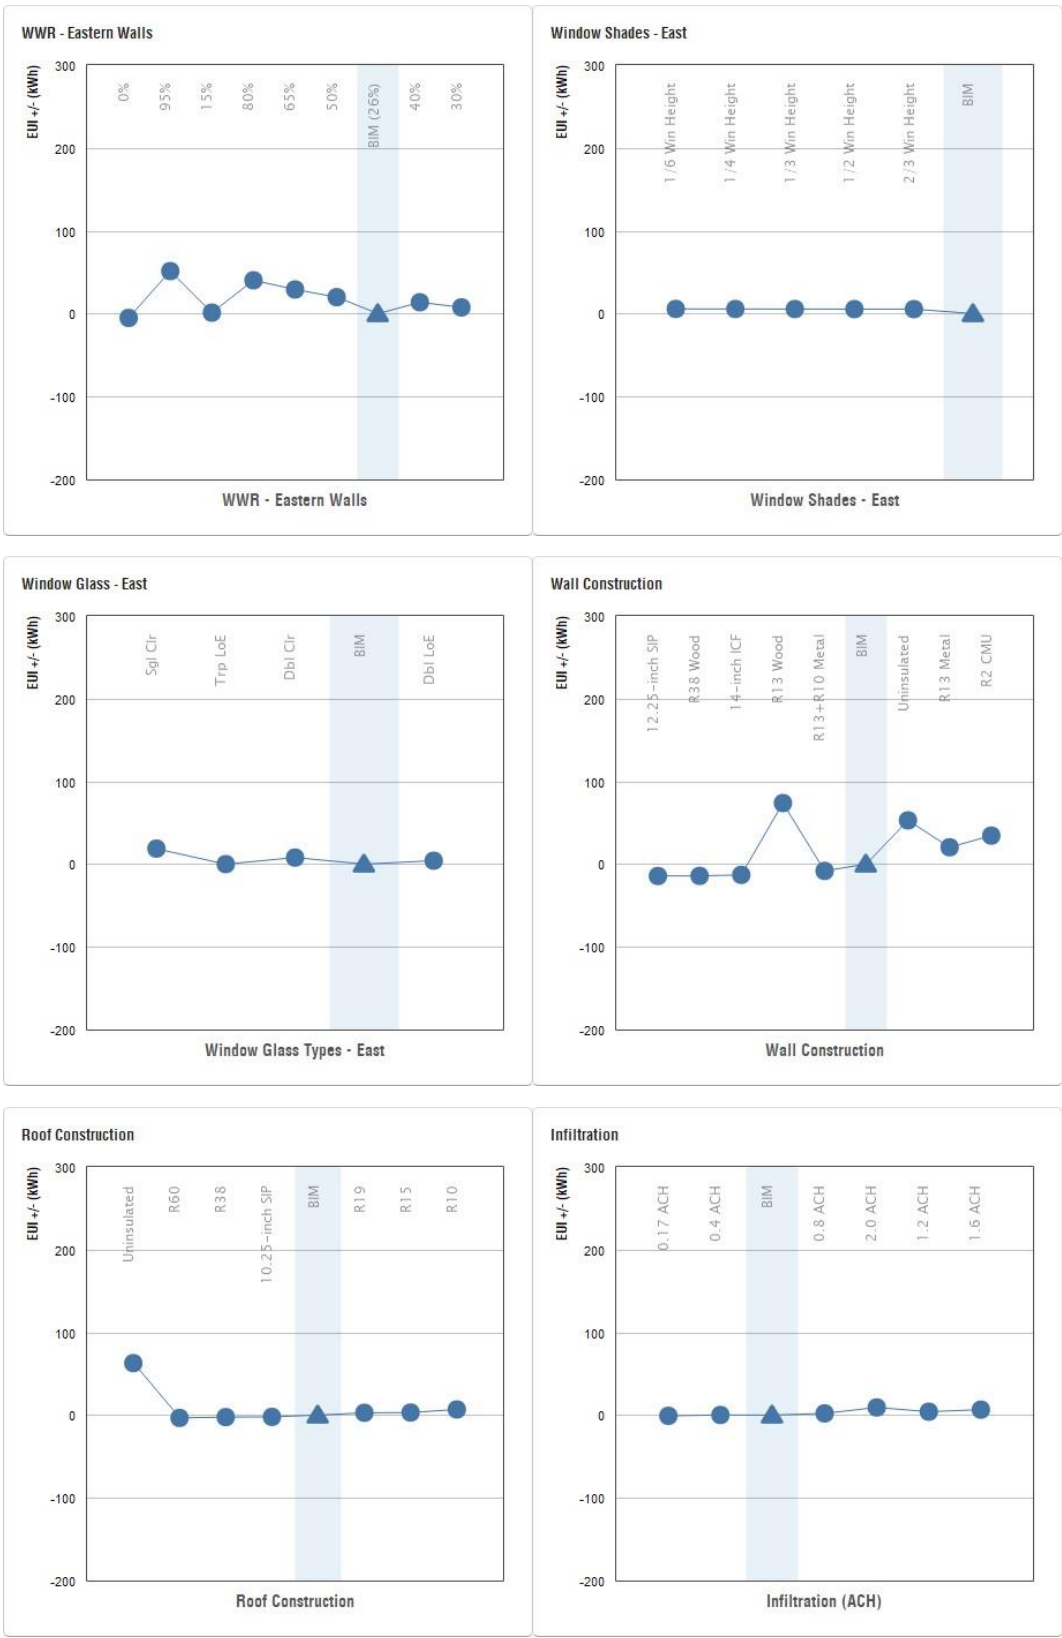 WWR - Eastern Walls
EUI +/- (kWh)
300
200
100
0
-100
-200
0%
95%
15%
80%
65%
50%
BIM (26%)
40%
30%
WWR - Eastern Walls
Window Shades - East
EUI +/- (kWh)
300
200
100
0
-100
-200
1/6 Win Height
1/4 Win Height
1/3 Win Height
1/2 Win Height
2/3 Win Height
BIM
Window Shades - East
Window Glass - East
EUI +/- (kWh)
300
200
100
0
-100
-200
Sgl Clr
Trp LoE
Dbl Clr
BIM
Dbl LoE
Window Glass Types - East
Wall Construction
EUI +/- (kWh)
300
200
100
0
-100
-200
12.25-inch SIP
R38 Wood
14-inch ICF
R13 Wood
R13+R10 Metal
BIM
Uninsulated
R13 Metal
R2 CMU
Wall Construction
Roof Construction
EUI +/- (kWh)
300
200
100
0
-100
-200
Uninsulated
R60
R38
10.25-inch SIP
BIM
R19
R15
R10
Roof Construction
Infiltration
EUI +/- (kWh)
300
200
100
0
-100
-200
0.17 ACH
0.4 ACH
BIM
0.8 ACH
2.0 ACH
1.2 ACH
1.6 ACH
Infiltration (ACH)